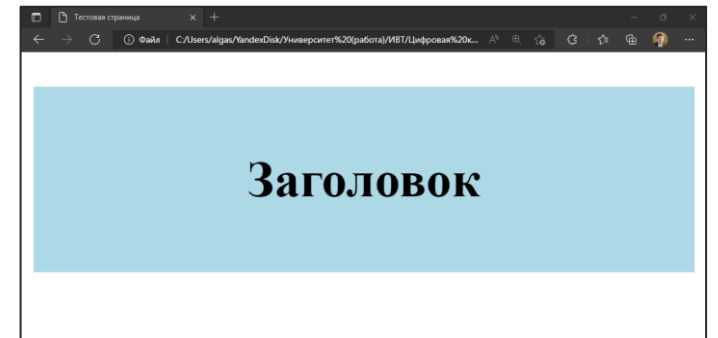 Тестовая страница
Файл C:/Users/algas/YandexDisk/Университет%20(работа)/ИВТ/Цифровая%20к...
Заголовок